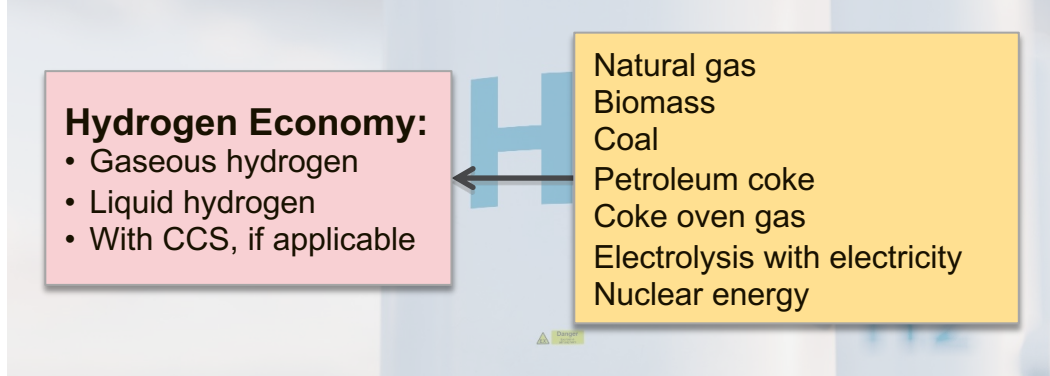 Hydrogen Economy:
• Gaseous hydrogen
• Liquid hydrogen
• With CCS, if applicable
Natural gas
Biomass
Coal
Petroleum coke
Coke oven gas
Electrolysis with electricity
Nuclear energy
H
Danger